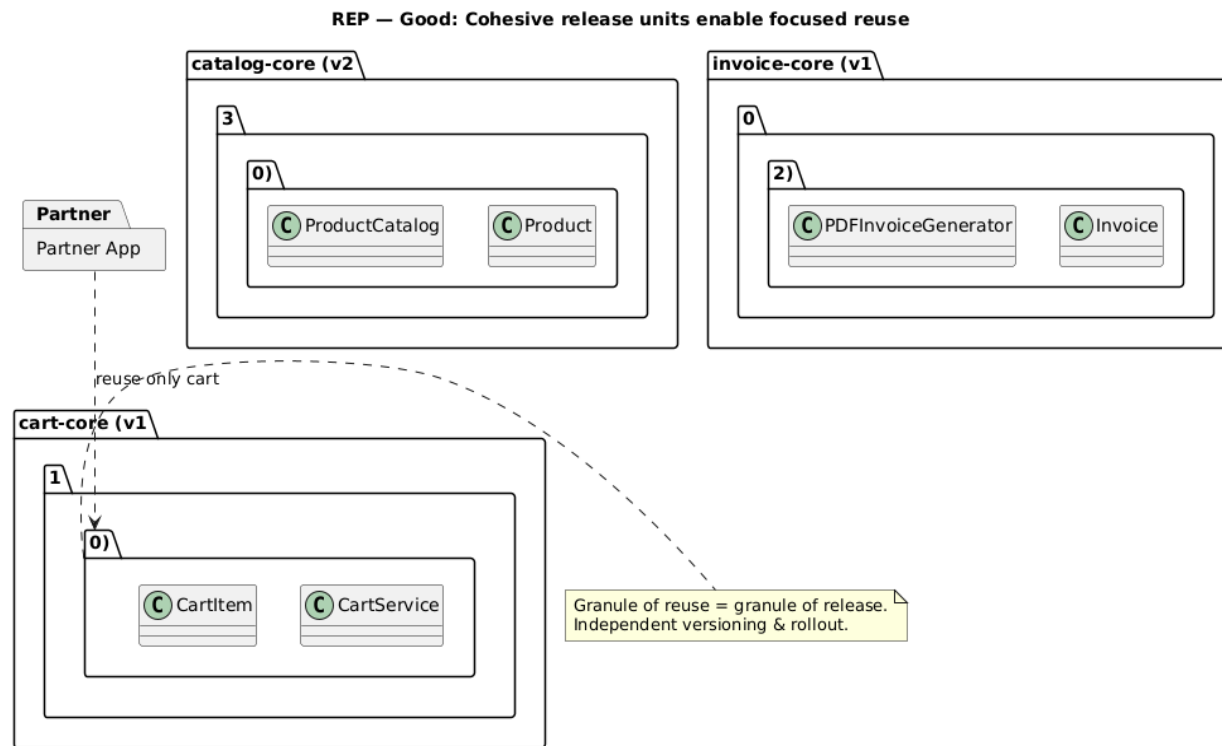 REP — Good: Cohesive release units enable focused reuse
catalog-core (v2
3
0)
C ProductCatalog
C Product
invoice-core (v1
0
2)
C PDFInvoiceGenerator
C Invoice
Partner
Partner App
reuse only cart
cart-core (v1
1
0)
C CartItem
C CartService
Granule of reuse = granule of release.
Independent versioning & rollout.